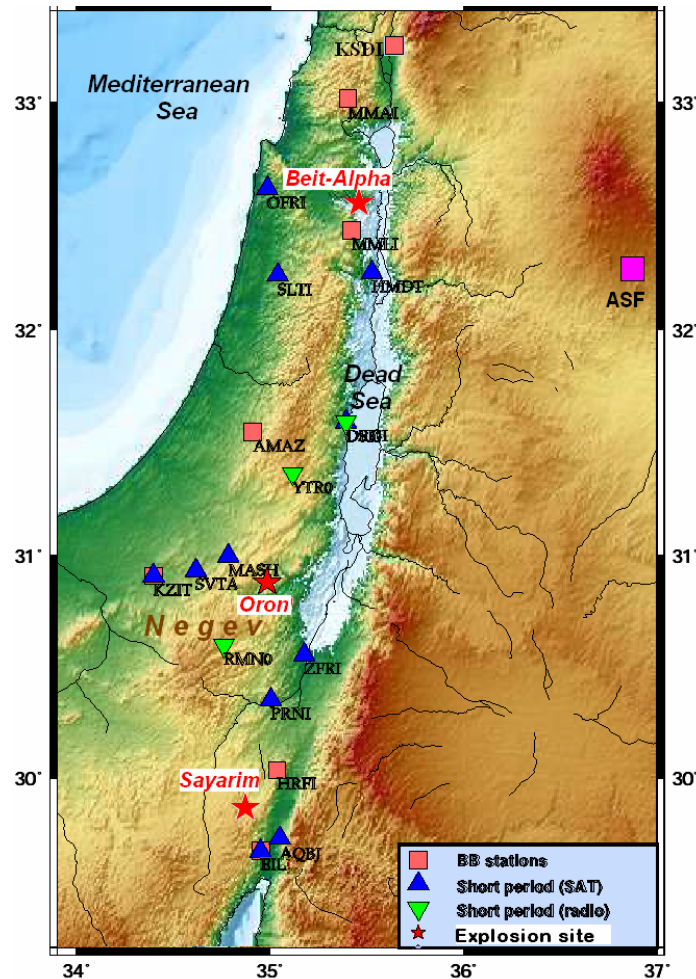 KSDI
Mediterranean
Sea
33˚
MMAI
Beit-Alpha
OFRI
MMLI
SLTI
HMDT
ASF
32˚
Dead
Sea
AMAZ
YTR0
31˚
MASH
SVTA
KZIT
Oron
Negev
RMN0
ZFRI
PRNI
30˚
Sayarim
HRFI
AQBJ
EIL
BB stations
Short period (SAT)
Short period (radio)
Explosion site
34˚ 35˚ 36˚ 37˚